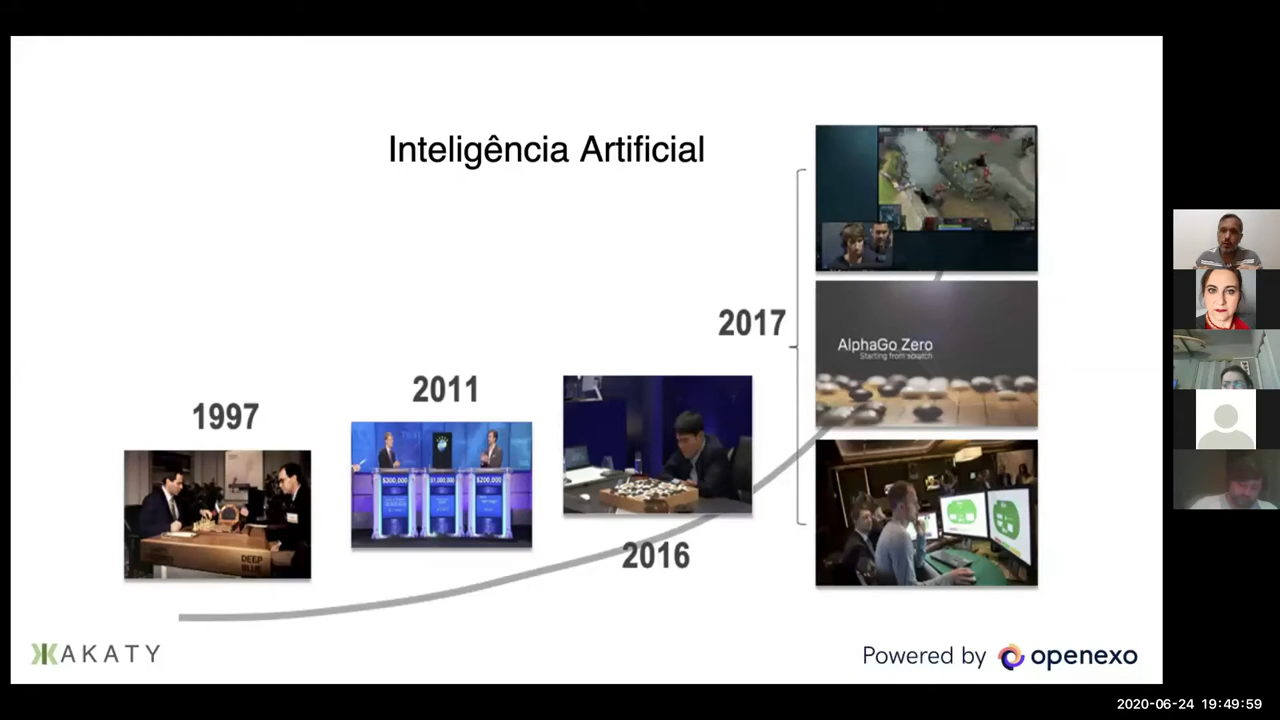 Inteligência Artificial
1997
2011
2016
2017
DEEP
BLUE
$300,000
$1,000,000
$200,000
AlphaGo Zero
Starting from scratch
AKATY
Powered by openexo
2020-06-24 19:49:59